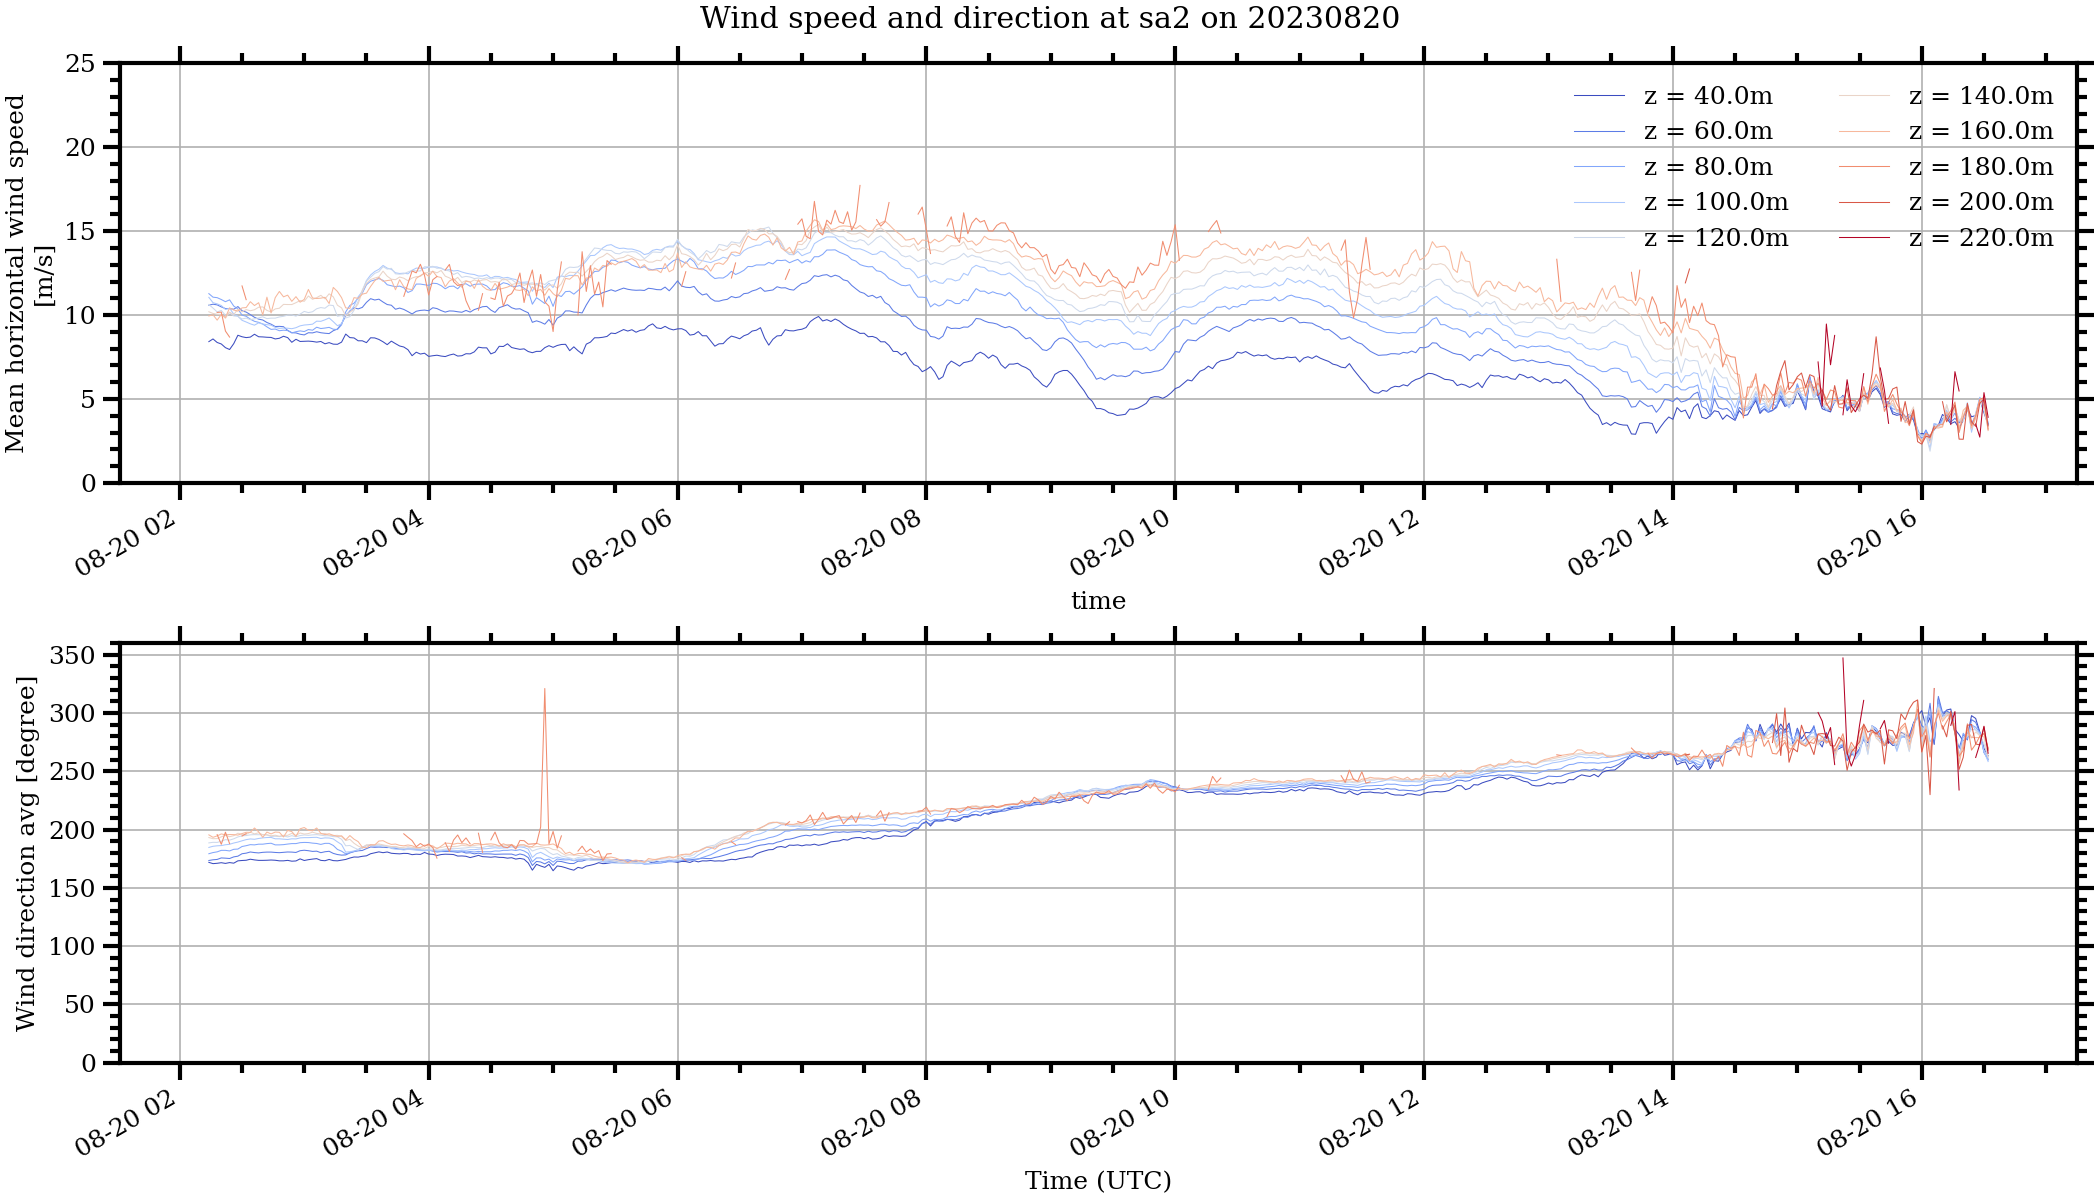 Wind speed and direction at sa2 on 20230820
Mean horizontal wind speed
[m/s]
25
20
15
10
5
0
z = 40.0m
z = 60.0m
z = 80.0m
z = 100.0m
z = 120.0m
z = 140.0m
z = 160.0m
z = 180.0m
z = 200.0m
z = 220.0m
08-20 02
08-20 04
08-20 06
08-20 08
08-20 10
08-20 12
08-20 14
08-20 16
time
Wind direction avg [degree]
350
300
250
200
150
100
50
0
08-20 02
08-20 04
08-20 06
08-20 08
08-20 10
08-20 12
08-20 14
08-20 16
Time (UTC)